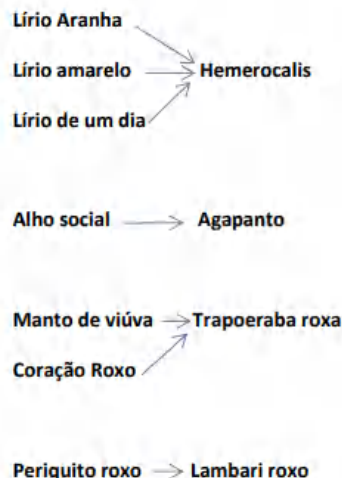 Lírio Aranha
Lírio amarelo Hemerocalis
Lírio de um dia
Alho social Agapanto
Manto de viúva Trapoeraba roxa
Coração Roxo
Periquito roxo Lambari roxo